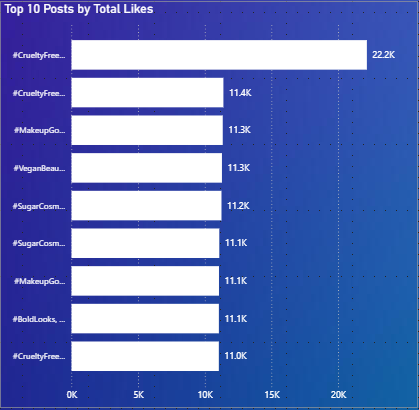 Top 10 Posts by Total Likes
#CrueltyFree... 22.2K
#CrueltyFree... 11.4K
#MakeupGo... 11.3K
#VeganBeau... 11.3K
#SugarCosm... 11.2K
#SugarCosm... 11.1K
#MakeupGo... 11.1K
#BoldLooks, ... 11.1K
#CrueltyFree... 11.0K
0K 5K 10K 15K 20K